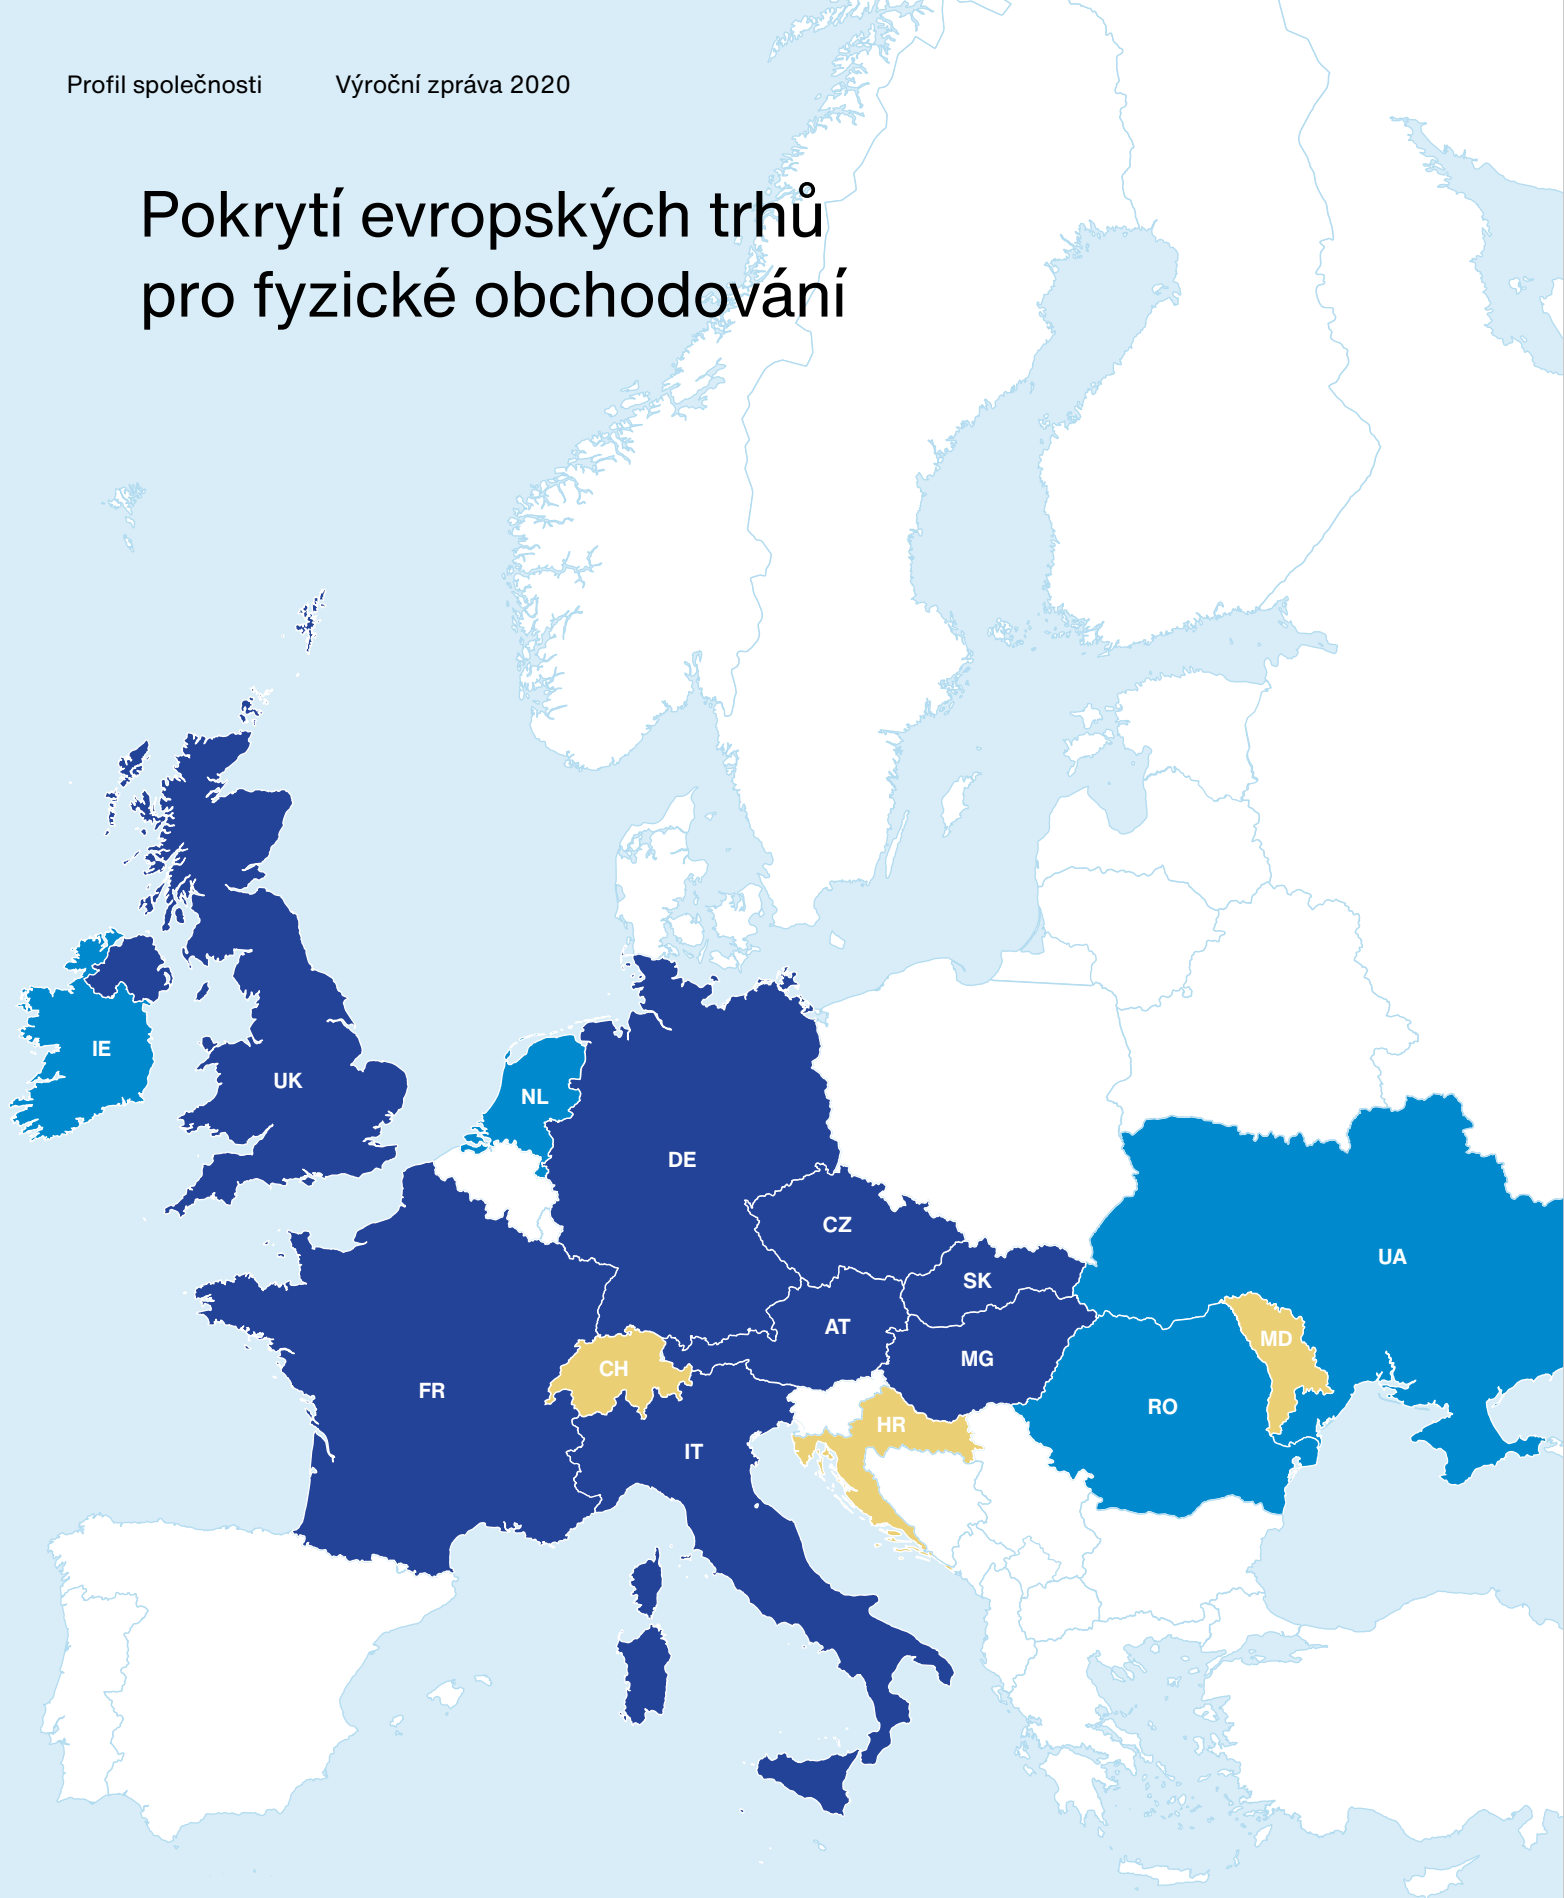 Profil společnosti
Výroční zpráva 2020
Pokrytí evropských trhů
pro fyzické obchodování
IE
UK
NL
DE
CZ
UA
SK
AT
MD
MG
CH
FR
RO
HR
IT